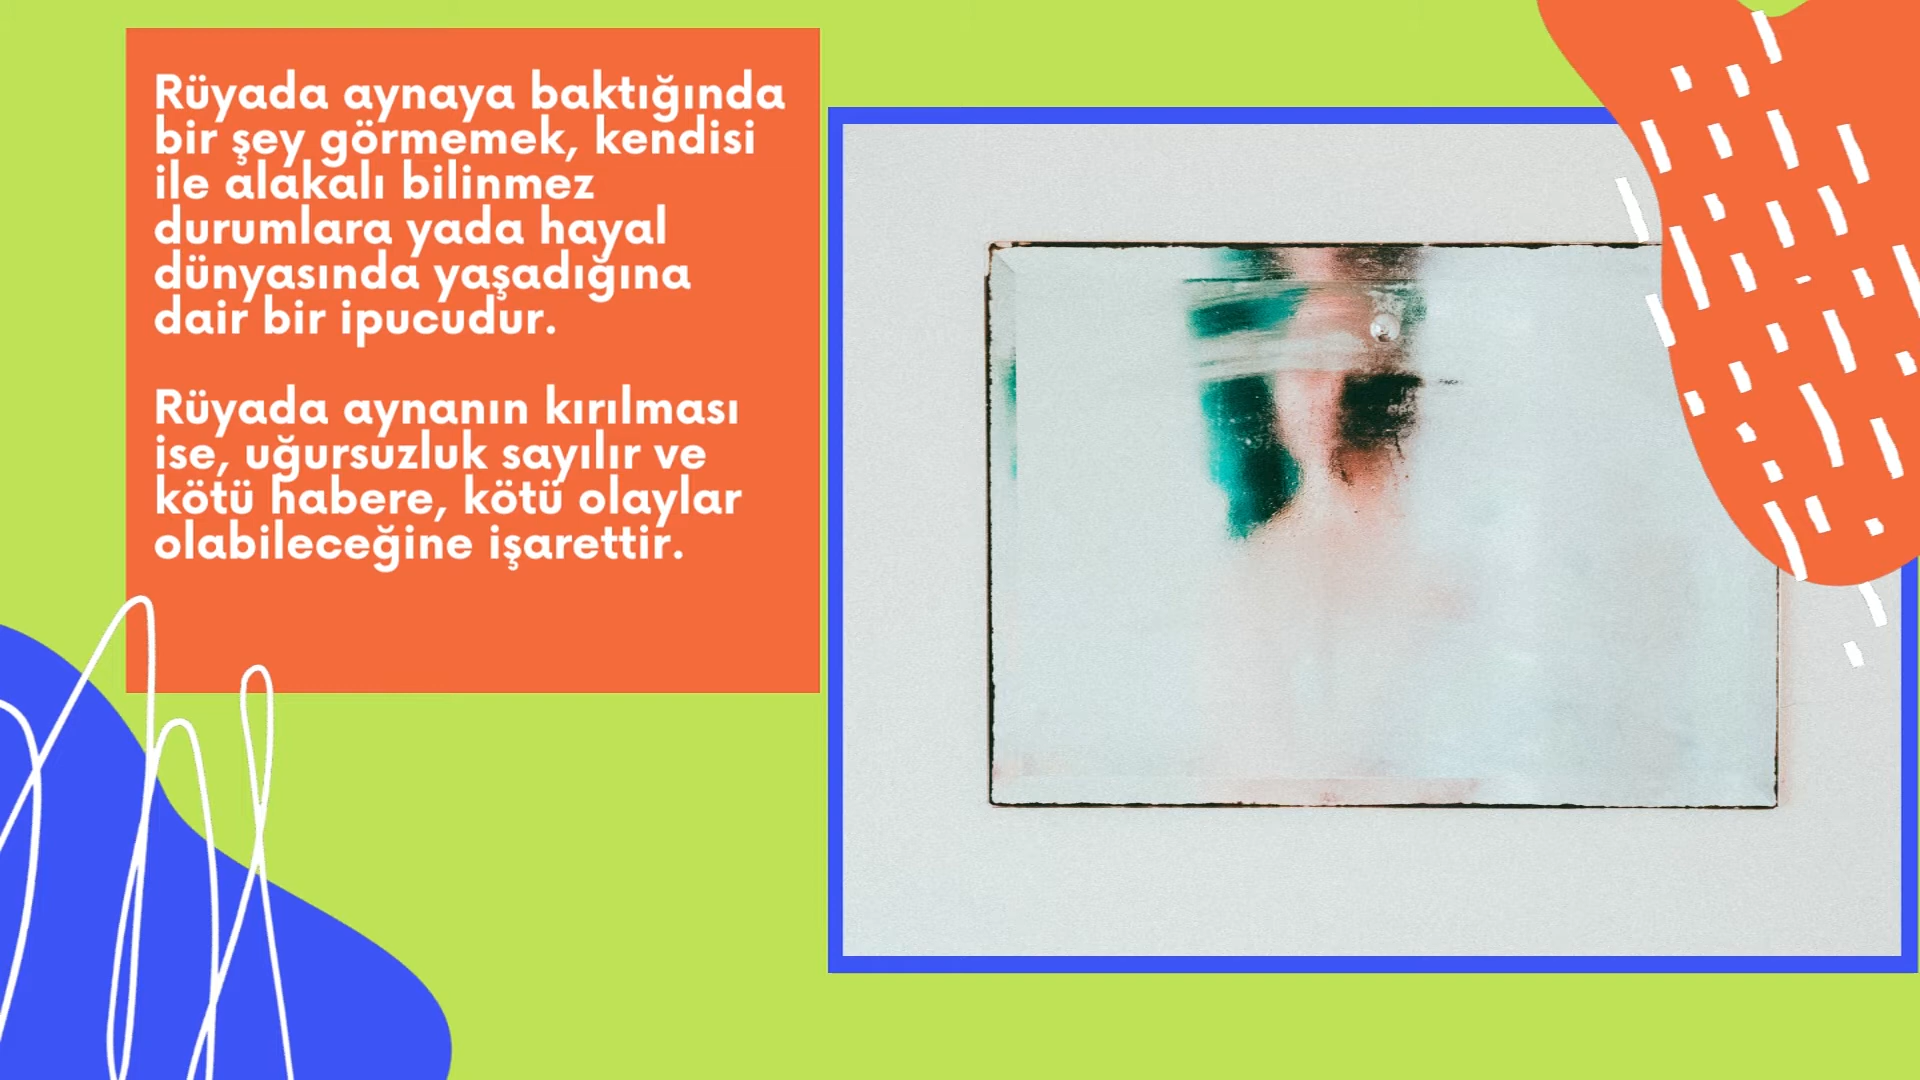 Rüyada aynaya baktığında
bir şey görmemek, kendisi
ile alakalı bilinmez
durumlara yada hayal
dünyasında yaşadığına
dair bir ipucudur.
Rüyada aynanın kırılması
ise, uğursuzluk sayılır ve
kötü habere, kötü olaylar
olabileceğine işarettir.